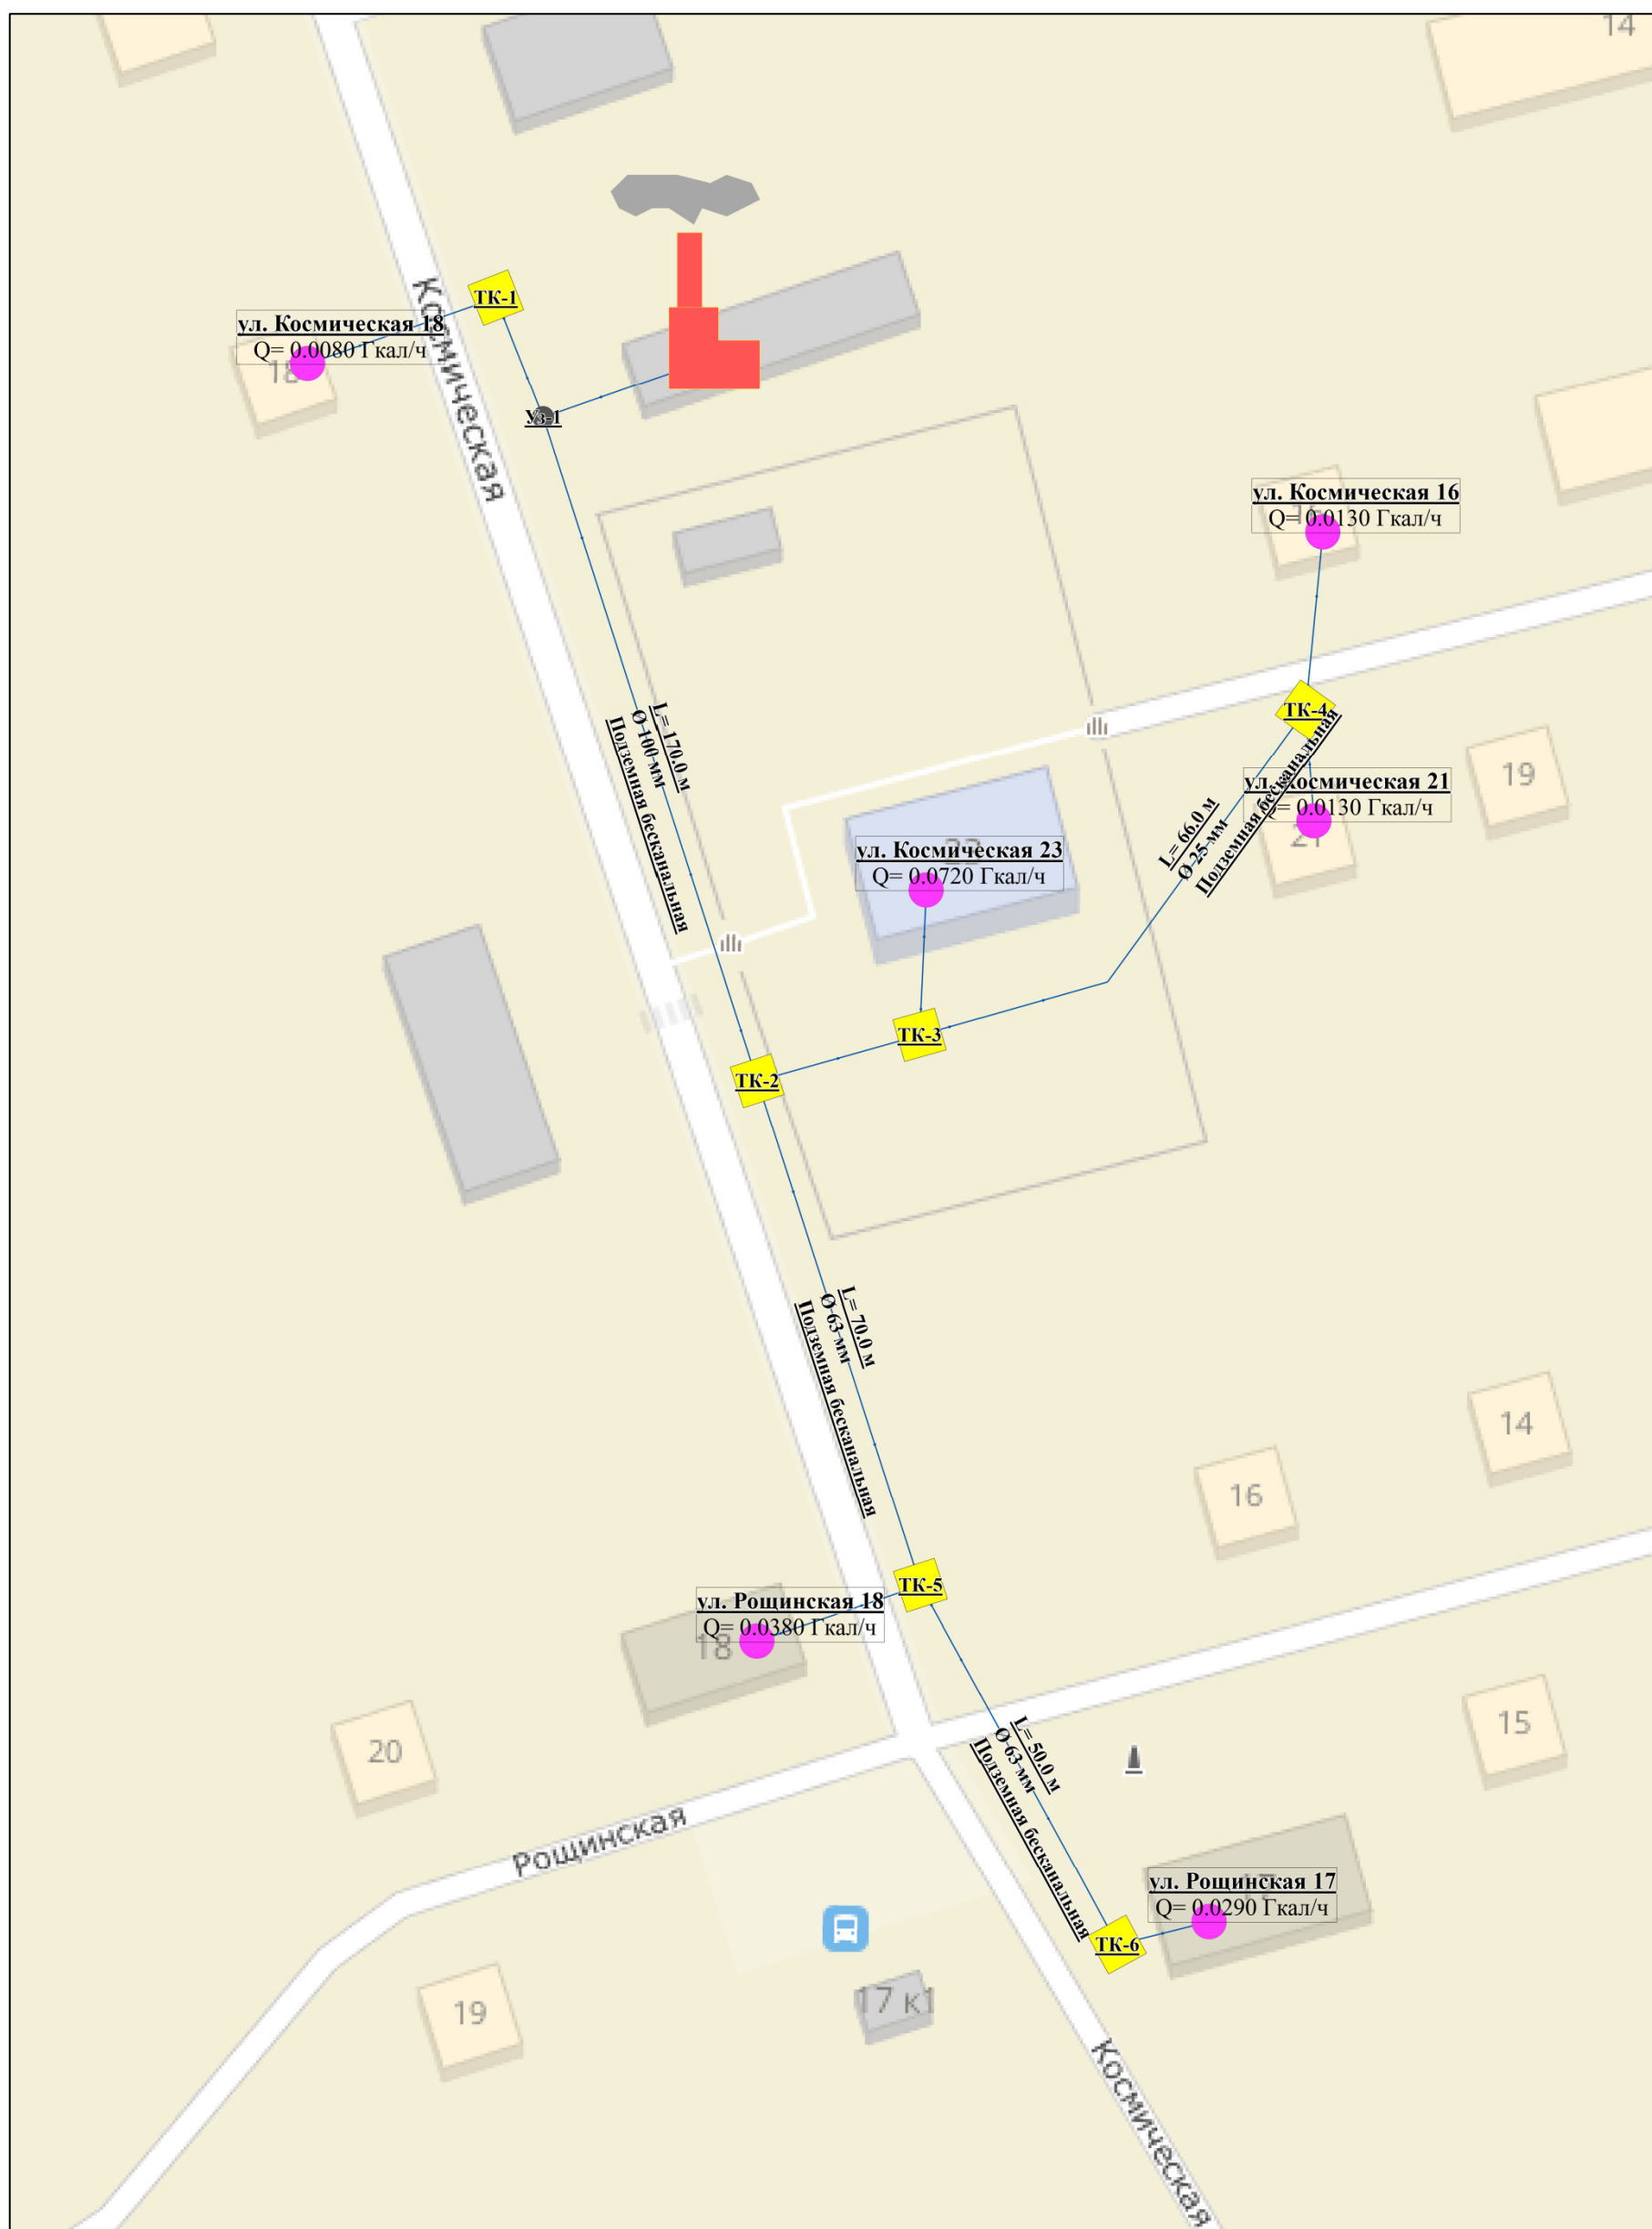 14
ТК-1
Космическая
ул. Космическая 18
Q= 0.0080 Гкал/ч
18
Уз-1
ул. Космическая 16
Q= 0.0130 Гкал/ч
L= 170.0 м
Ø 100 мм
Подземная бесканальная
ТК-4
ул. Космическая 21
Q= 0.0130 Гкал/ч
21
19
L= 66.0 м
Ø 25 мм
Подземная бесканальная
ул. Космическая 23
Q= 0.0720 Гкал/ч
ТК-3
ТК-2
L= 70.0 м
Ø 63 мм
Подземная бесканальная
14
16
ТК-5
ул. Рощинская 18
Q= 0.0380 Гкал/ч
18
20
15
L= 50.0 м
Ø 63 мм
Подземная бесканальная
Рощинская
ул. Рощинская 17
Q= 0.0290 Гкал/ч
ТК-6
17 к1
19
Космическая